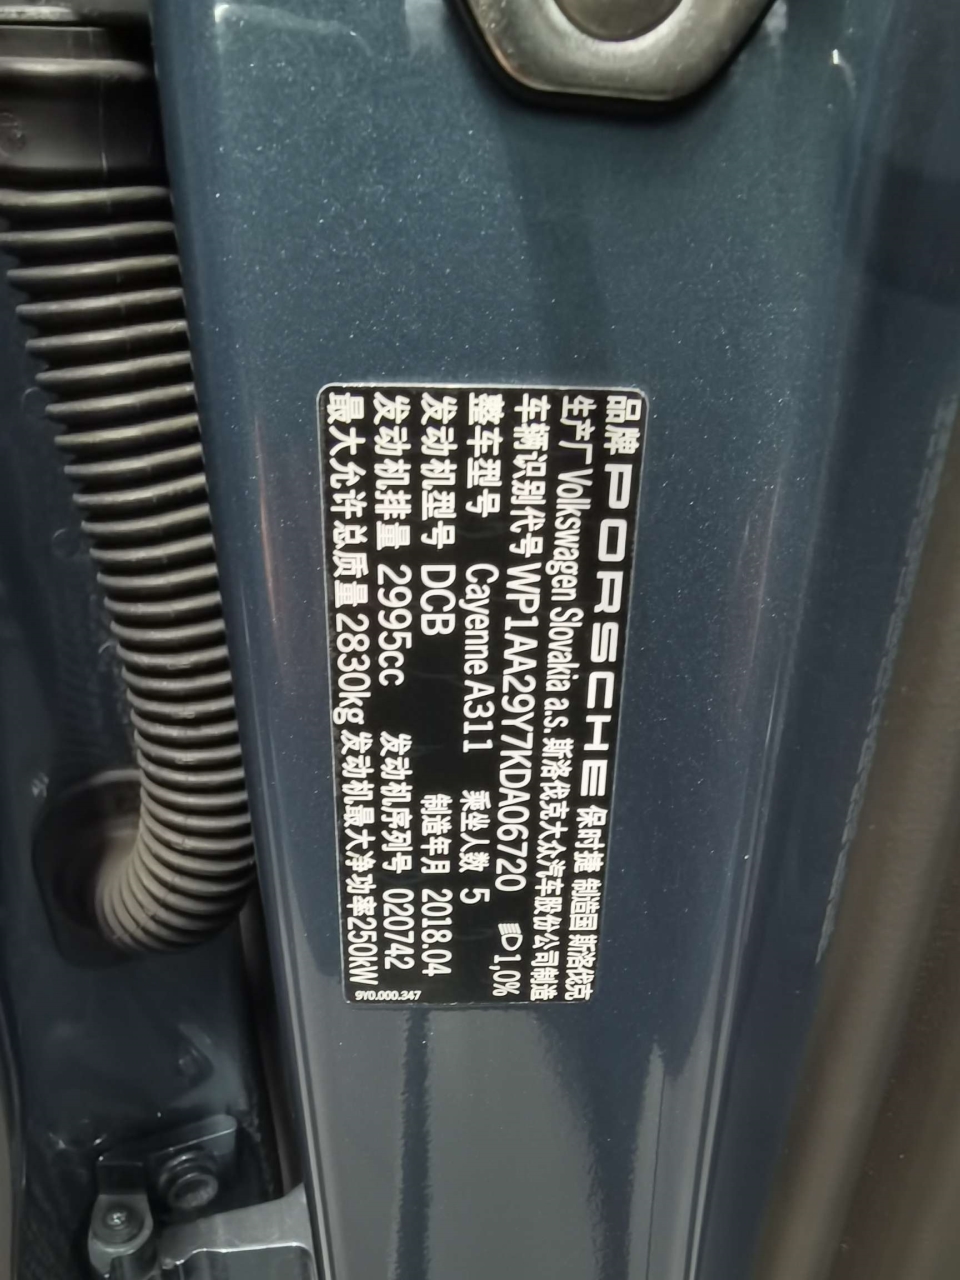 品牌 PORSCHE 保时捷 制造国 斯洛伐克
生产厂 Volkswagen Slovakia a.s. 斯洛伐克大众汽车股份公司制造
车辆识别代号 WP1AA29Y7KDA06720 1,0%
整车型号 Cayenne A311 乘坐人数 5
发动机型号 DCB 制造年月 2018.04
发动机排量 2995cc 发动机序列号 020742
最大允许总质量 2830kg 发动机最大净功率250kW
9Y0.000.347